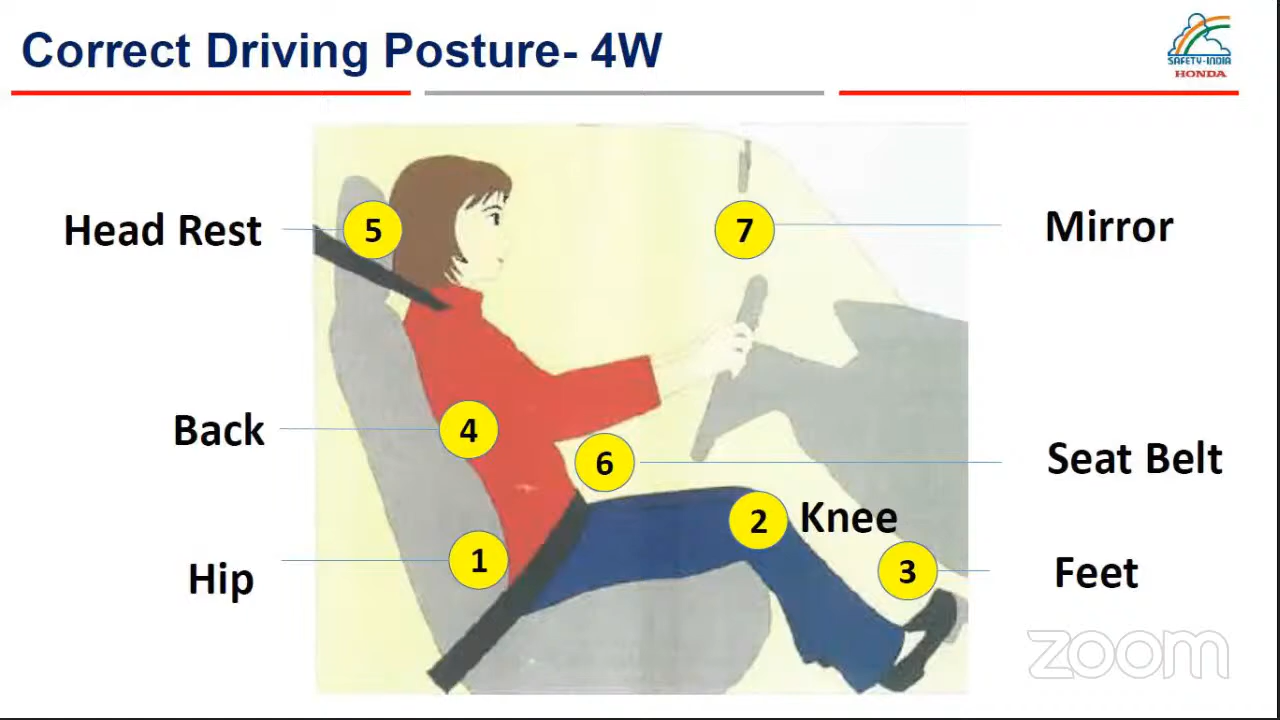 Correct Driving Posture- 4W
SAFETY-INDIA
HONDA
Head Rest
5
7
Mirror
Back
4
6
Seat Belt
2
Knee
Hip
1
3
Feet
zoom